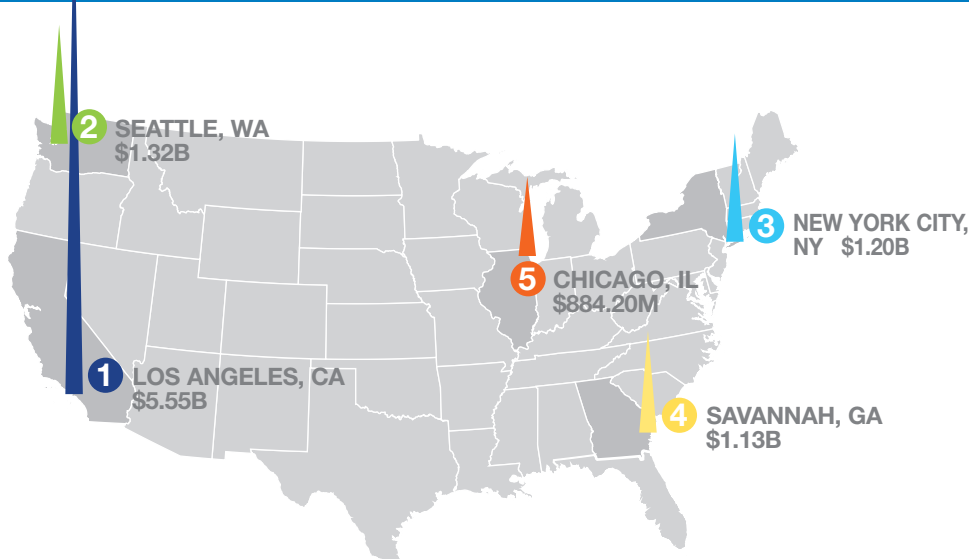 2 SEATTLE, WA
$1.32B
3 NEW YORK CITY,
NY $1.20B
5 CHICAGO, IL
$884.20M
1 LOS ANGELES, CA
$5.55B
4 SAVANNAH, GA
$1.13B